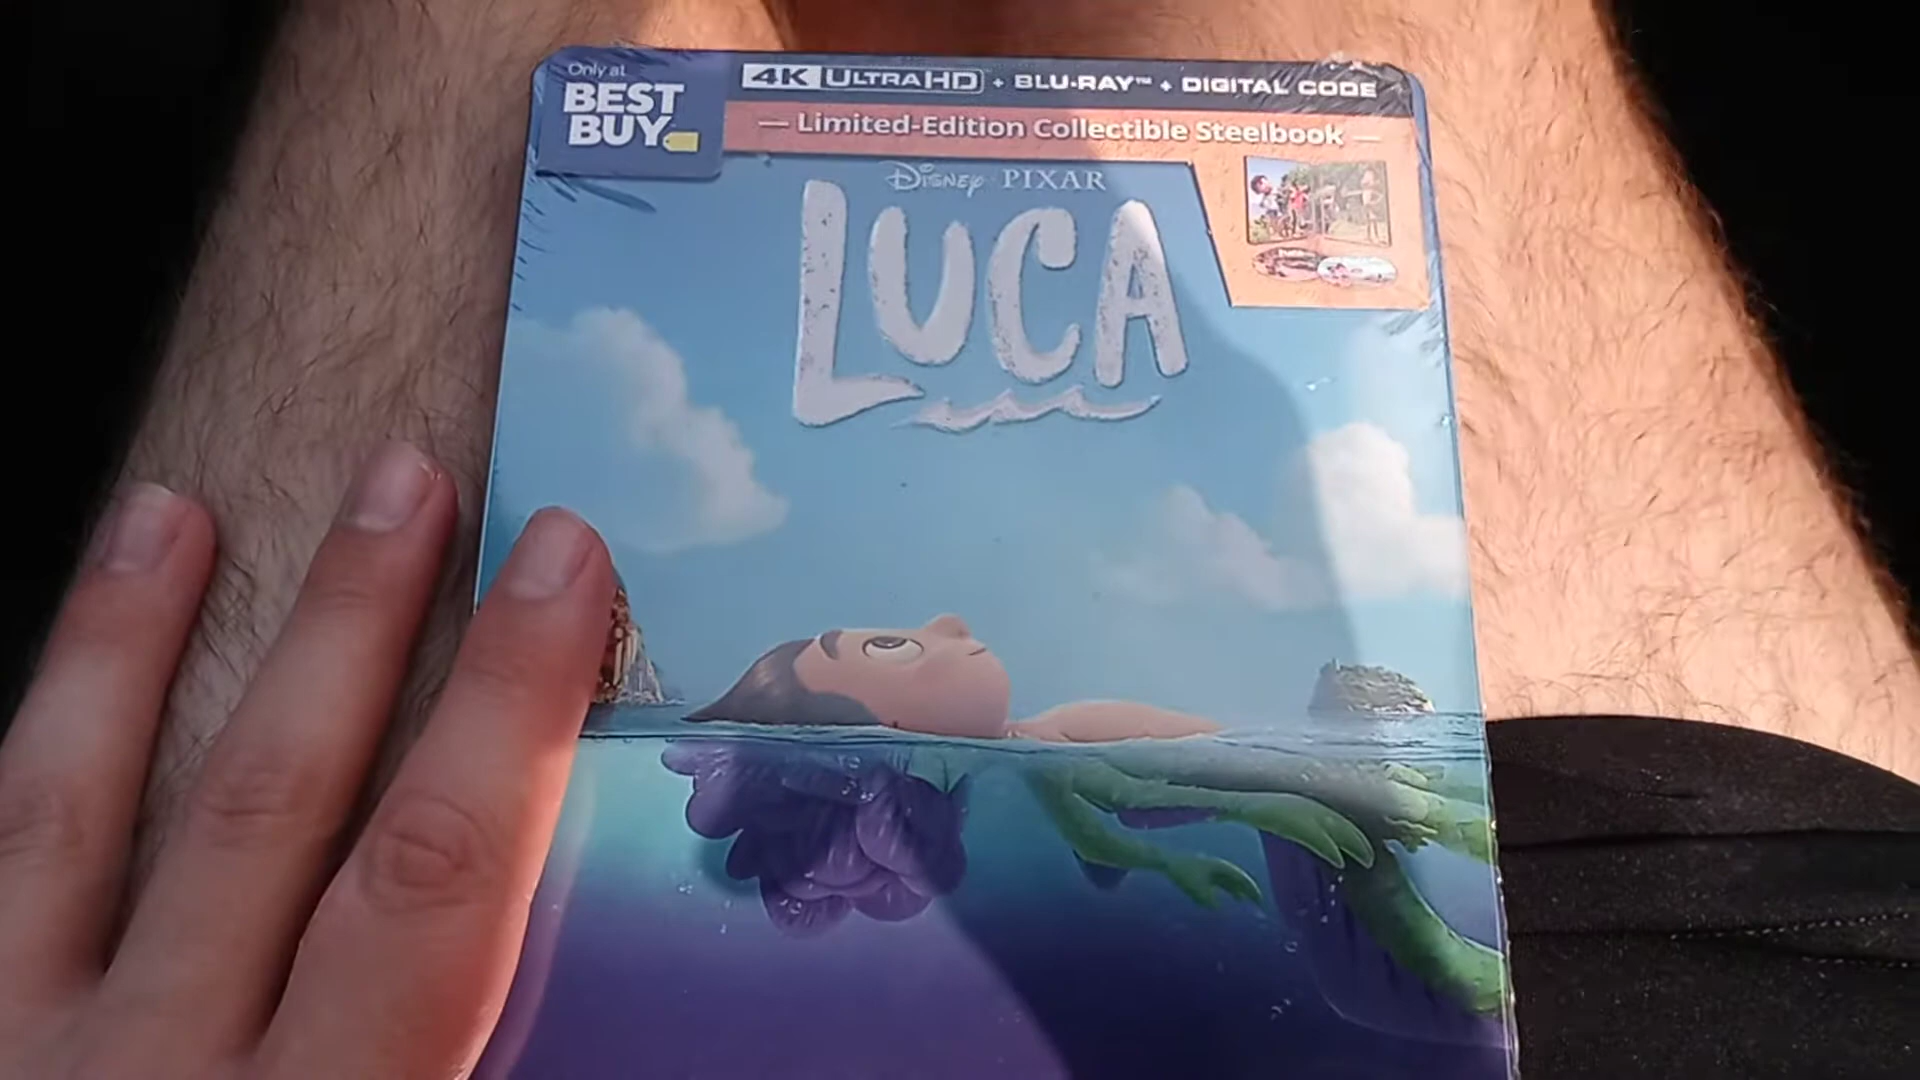 Only at
BEST
BUY
4K ULTRA HD + BLU-RAY™ + DIGITAL CODE
— Limited-Edition Collectible Steelbook —
DISNEY PIXAR
LUCA